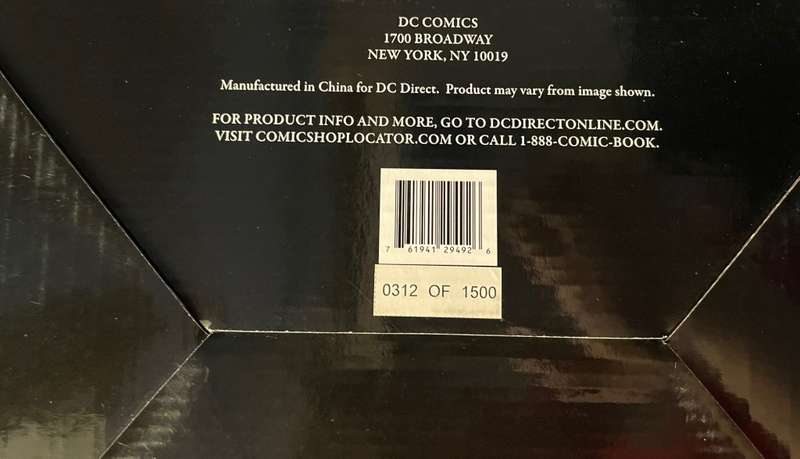 DC COMICS
1700 BROADWAY
NEW YORK, NY 10019
Manufactured in China for DC Direct. Product may vary from image shown.
FOR PRODUCT INFO AND MORE, GO TO DCDIRECTONLINE.COM.
VISIT COMICSHOPLOCATOR.COM OR CALL 1-888-COMIC-BOOK.
7 61941 29492 6
0312 OF 1500